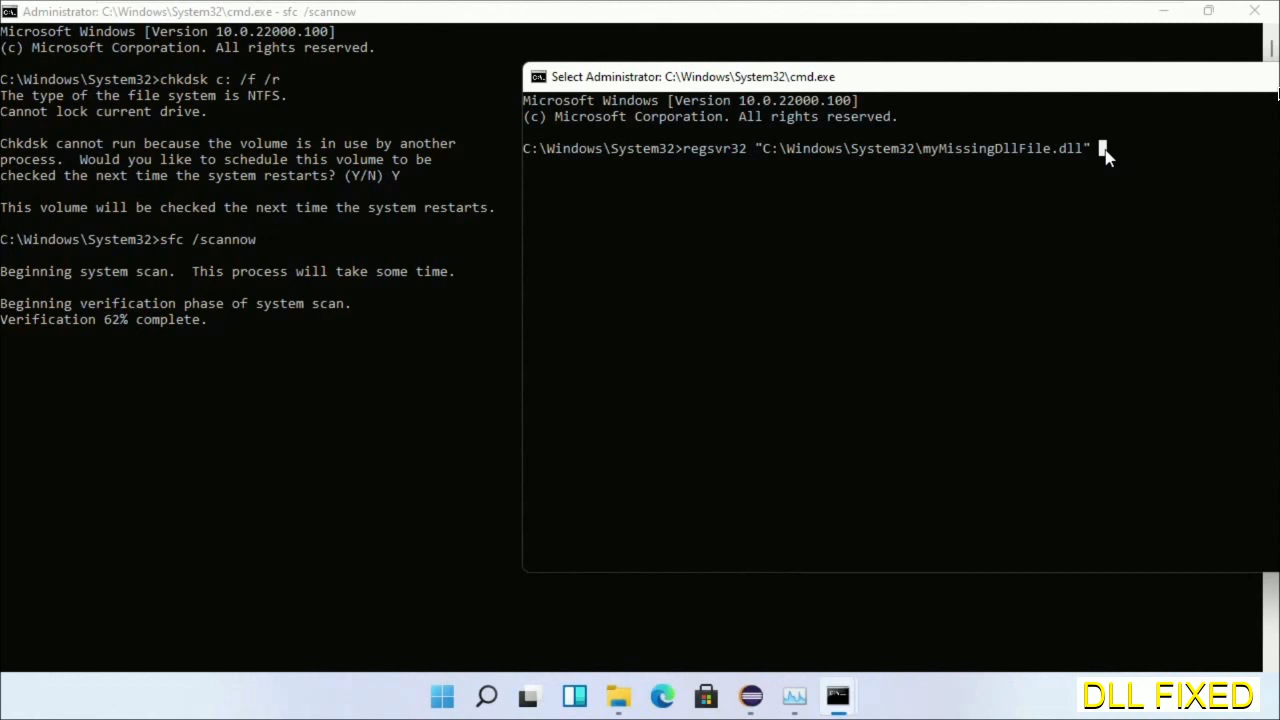 Administrator: C:\Windows\System32\cmd.exe - sfc /scannow
Microsoft Windows [Version 10.0.22000.100]
(c) Microsoft Corporation. All rights reserved.
C:\Windows\System32>chkdsk c: /f /r
The type of the file system is NTFS.
Cannot lock current drive.
Chkdsk cannot run because the volume is in use by another
process.  Would you like to schedule this volume to be
checked the next time the system restarts? (Y/N) Y
This volume will be checked the next time the system restarts.
C:\Windows\System32>sfc /scannow
Beginning system scan.  This process will take some time.
Beginning verification phase of system scan.
Verification 62% complete.
Select Administrator: C:\Windows\System32\cmd.exe
Microsoft Windows [Version 10.0.22000.100]
(c) Microsoft Corporation. All rights reserved.
C:\Windows\System32>regsvr32 "C:\Windows\System32\myMissingDllFile.dll"
DLL FIXED